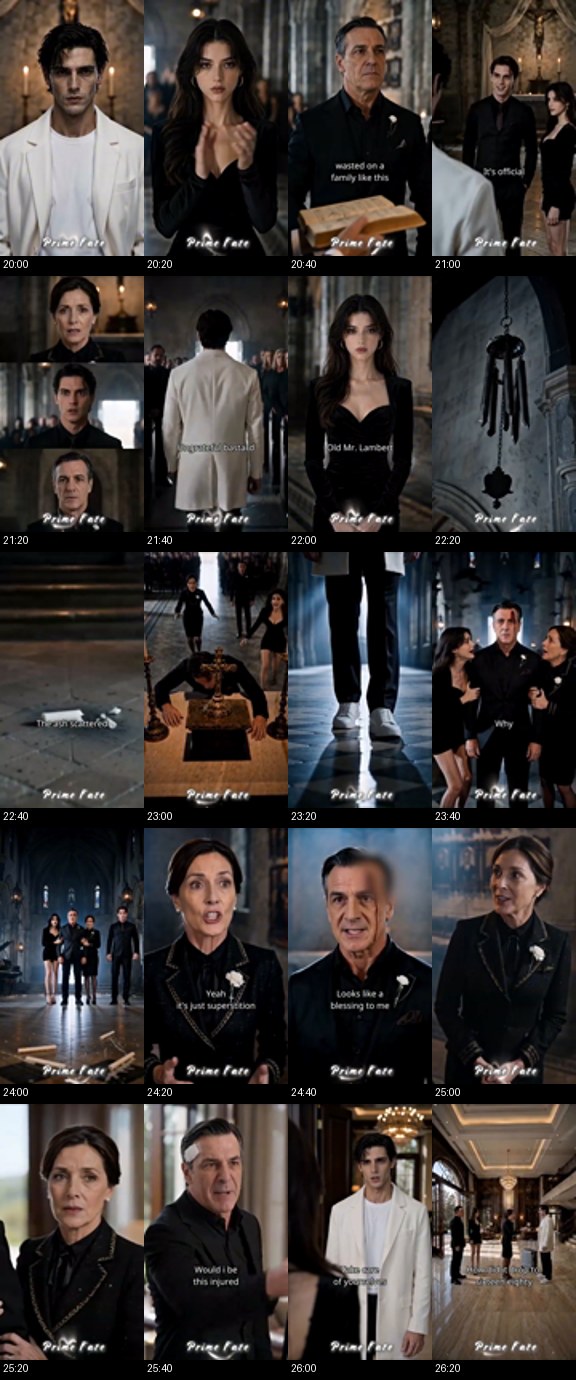 Prime Fate
20:00
Prime Fate
20:20
wasted on a
family like this
Prime Fate
20:40
It's official
Prime Fate
21:00
Prime Fate
21:20
Ungrateful bastard
Prime Fate
21:40
Old Mr. Lambert
Prime Fate
22:00
Prime Fate
22:20
The ash scattered
Prime Fate
22:40
Prime Fate
23:00
Prime Fate
23:20
Why
Prime Fate
23:40
Prime Fate
24:00
Yeah
it's just superstition
Prime Fate
24:20
Looks like a
blessing to me
Prime Fate
24:40
Prime Fate
25:00
Prime Fate
25:20
Would i be
this injured
Prime Fate
25:40
Take care
of yourselves
Prime Fate
26:00
Prime Fate
26:20